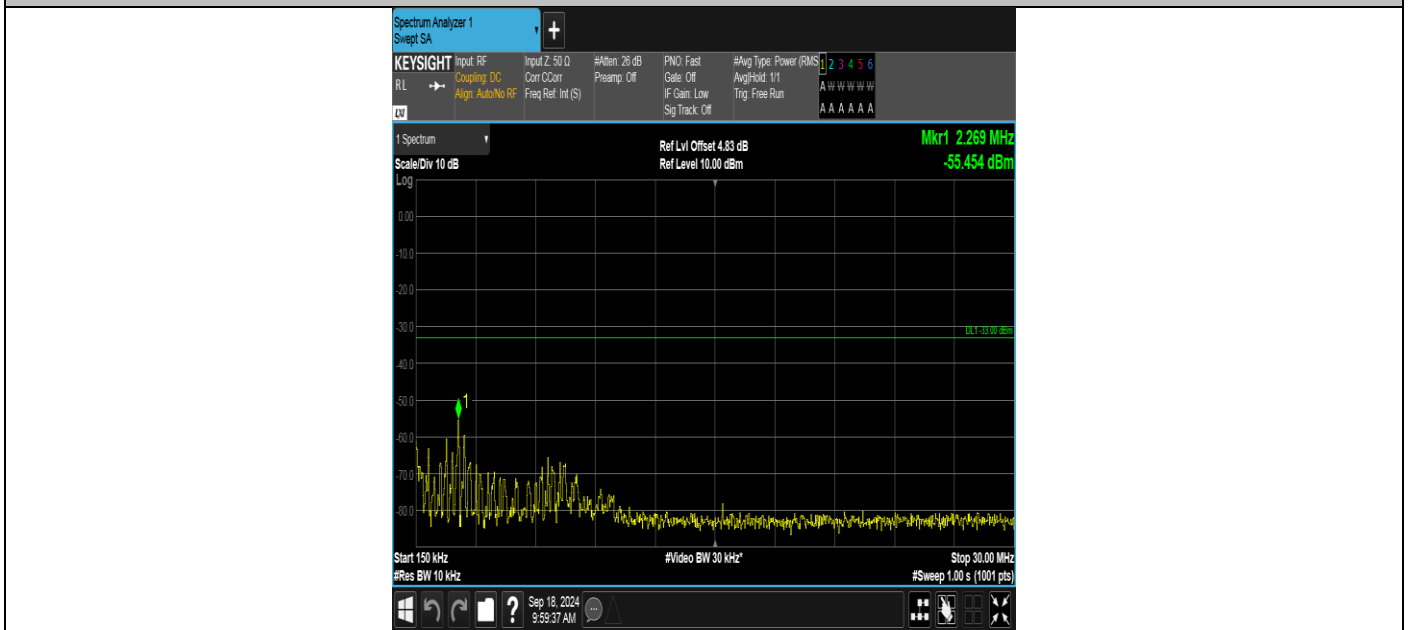 Spectrum Analyzer 1
Swept SA
+
KEYSIGHT
RL
LXI
Input: RF
Coupling: DC
Align: Auto/No RF
Input Z: 50 Ω
Corr CCorr
Freq Ref: Int (S)
#Atten: 26 dB
Preamp: Off
PNO: Fast
Gate: Off
IF Gain: Low
Sig Track: Off
#Avg Type: Power (RMS
Avg|Hold: 1/1
Trig: Free Run
1 2 3 4 5 6
A W W W W W
A A A A A A
1 Spectrum
Scale/Div 10 dB
Log
Ref Lvl Offset 4.83 dB
Ref Level 10.00 dBm
Mkr1 2.269 MHz
-55.454 dBm
0.00
-10.0
-20.0
-30.0
DL1 -33.00 dBm
-40.0
-50.0
1
-60.0
-70.0
-80.0
Start 150 kHz
#Video BW 30 kHz*
Stop 30.00 MHz
#Res BW 10 kHz
#Sweep 1.00 s (1001 pts)
?
Sep 18, 2024
9:59:37 AM